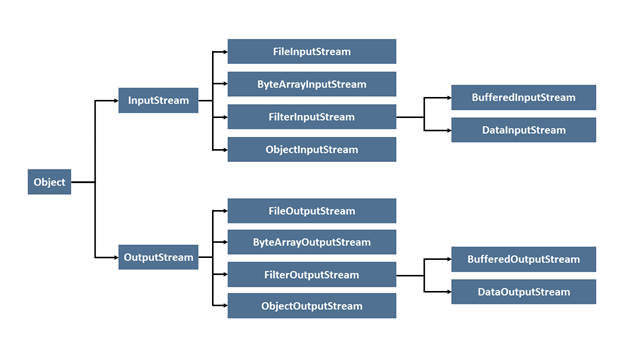 Object
InputStream
FileInputStream
ByteArrayInputStream
FilterInputStream
ObjectInputStream
BufferedInputStream
DataInputStream
OutputStream
FileOutputStream
ByteArrayOutputStream
FilterOutputStream
ObjectOutputStream
BufferedOutputStream
DataOutputStream